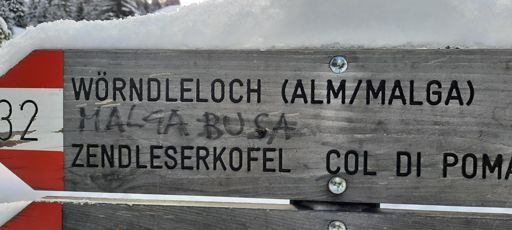 WÖRNDLELOCH (ALM/MALGA)
MALGA BUSA
32
ZENDLESERKOFEL COL DI POMA